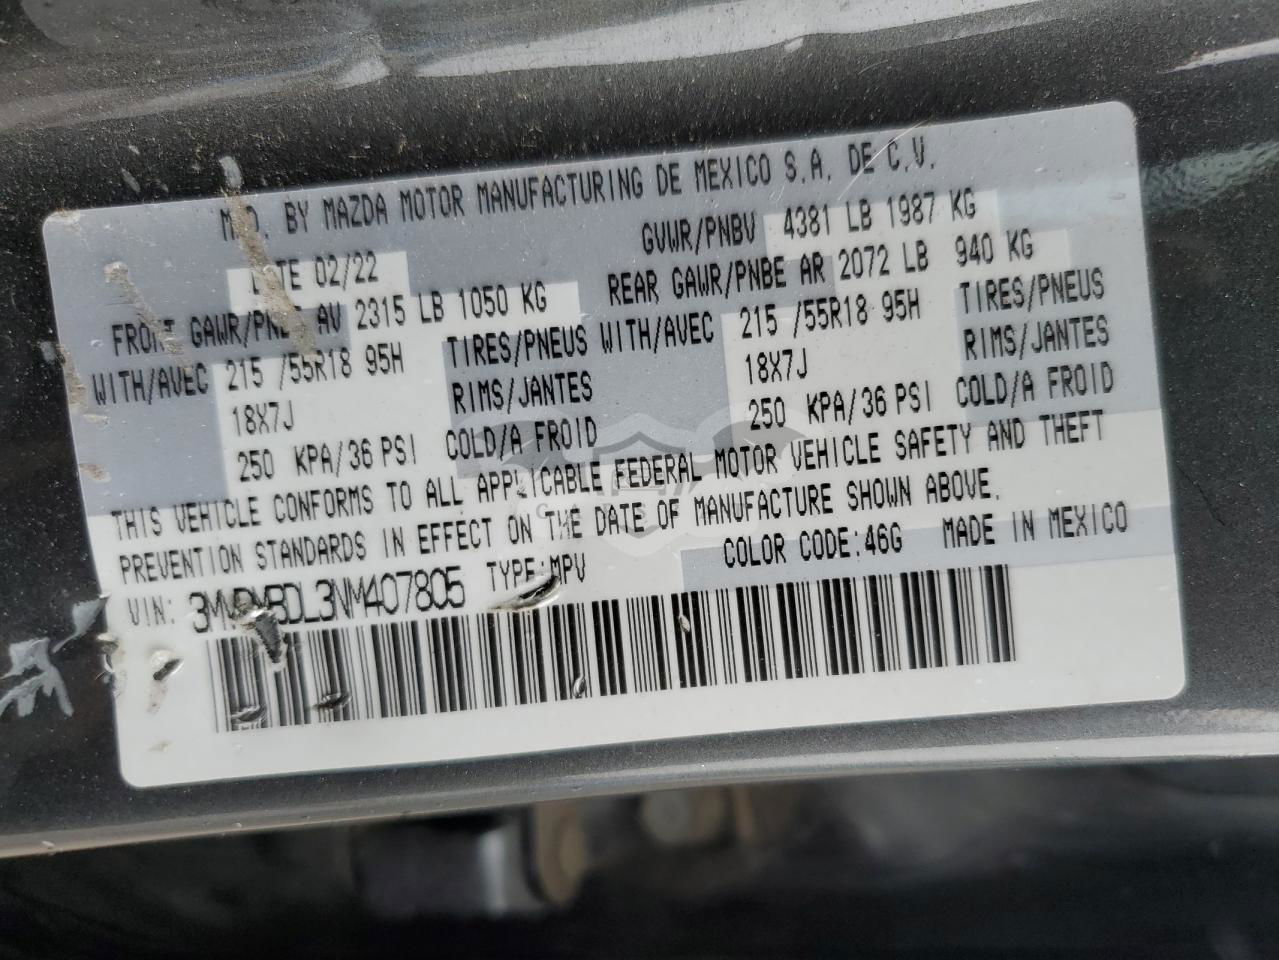 MFD. BY MAZDA MOTOR MANUFACTURING DE MEXICO S.A. DE C.V.
DATE 02/22 GVWR/PNBV 4381 LB 1987 KG
FRONT GAWR/PNBE AV 2315 LB 1050 KG REAR GAWR/PNBE AR 2072 LB 940 KG
WITH/AVEC 215 /55R18 95H TIRES/PNEUS WITH/AVEC 215 /55R18 95H TIRES/PNEUS
18X7J RIMS/JANTES 18X7J RIMS/JANTES
250 KPA/36 PSI COLD/A FROID 250 KPA/36 PSI COLD/A FROID
THIS VEHICLE CONFORMS TO ALL APPLICABLE FEDERAL MOTOR VEHICLE SAFETY AND THEFT
PREVENTION STANDARDS IN EFFECT ON THE DATE OF MANUFACTURE SHOWN ABOVE.
VIN: TYPE:MPV COLOR CODE:46G MADE IN MEXICO